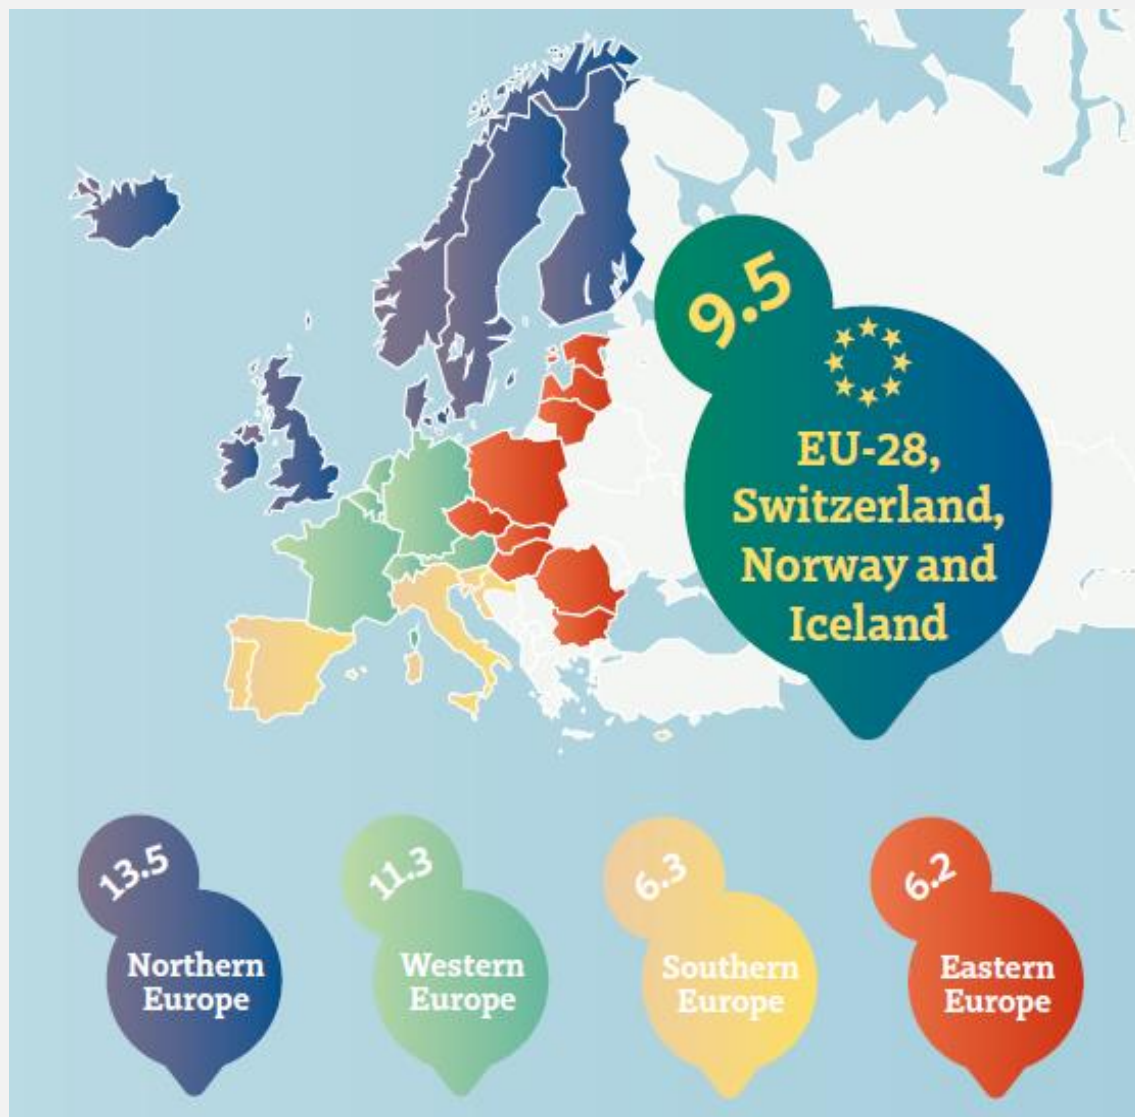 9.5
EU-28,
Switzerland,
Norway and
Iceland
13.5
Northern
Europe
11.3
Western
Europe
6.3
Southern
Europe
6.2
Eastern
Europe